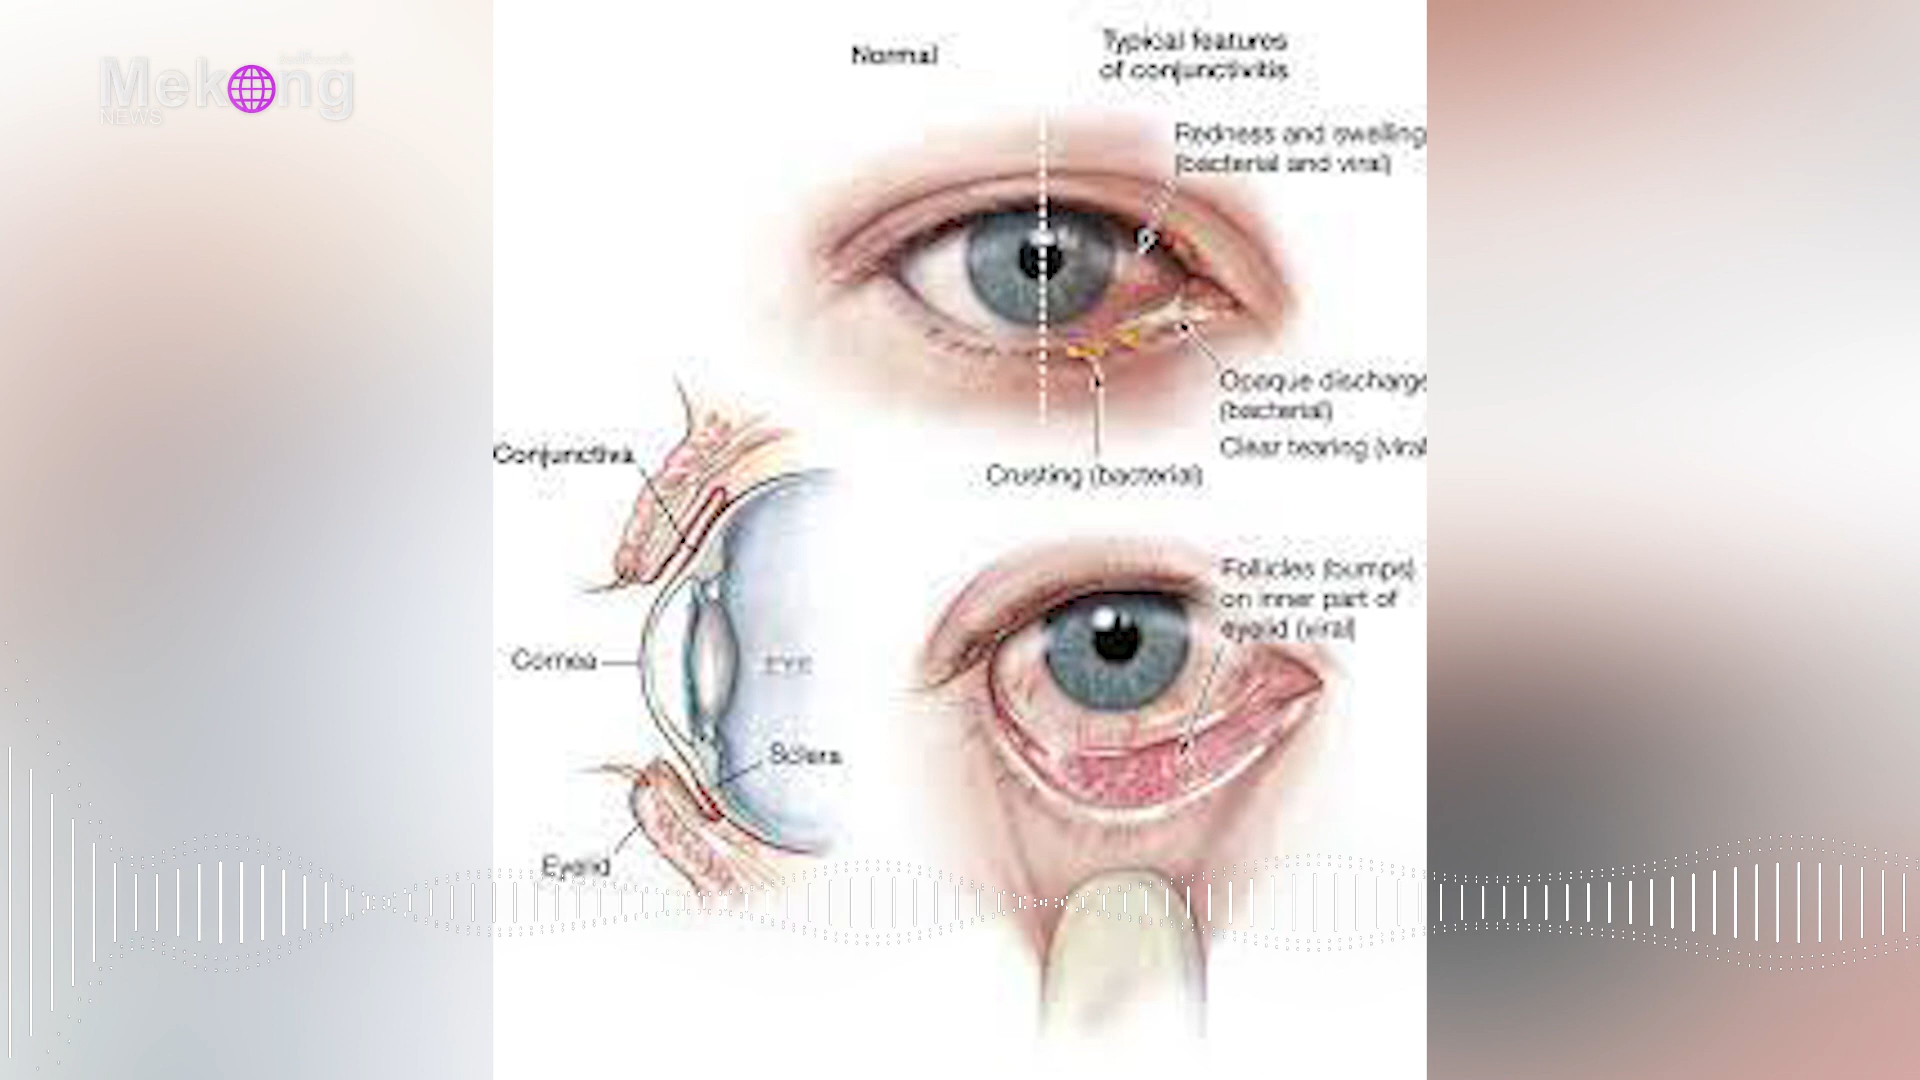 Mekong
NEWS
Normal
Typical features
of conjunctivitis
Redness and swelling
(bacterial and viral)
Opaque discharge
(bacterial)
Clear tearing (viral
Crusting (bacterial)
Conjunctiva
Cornea
EYE
Sclera
Eyelid
Follicles (bumps)
on inner part of
eyelid (viral)